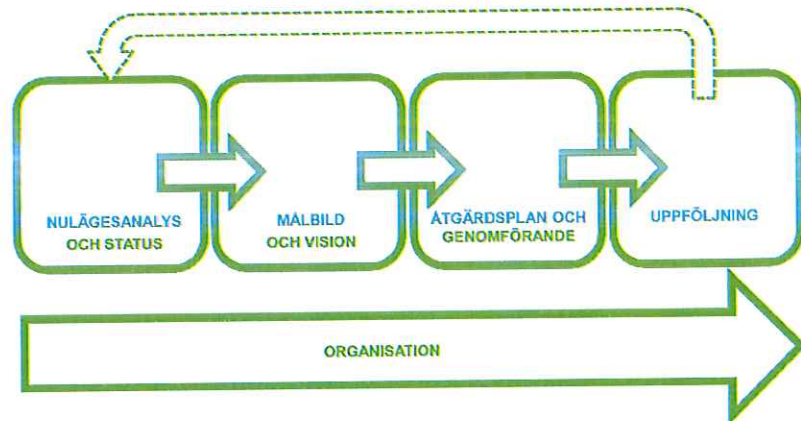 NULÄGESANALYS
OCH STATUS
MÅLBILD
OCH VISION
ÅTGÄRDSPLAN OCH
GENOMFÖRANDE
UPPFÖLJNING
ORGANISATION